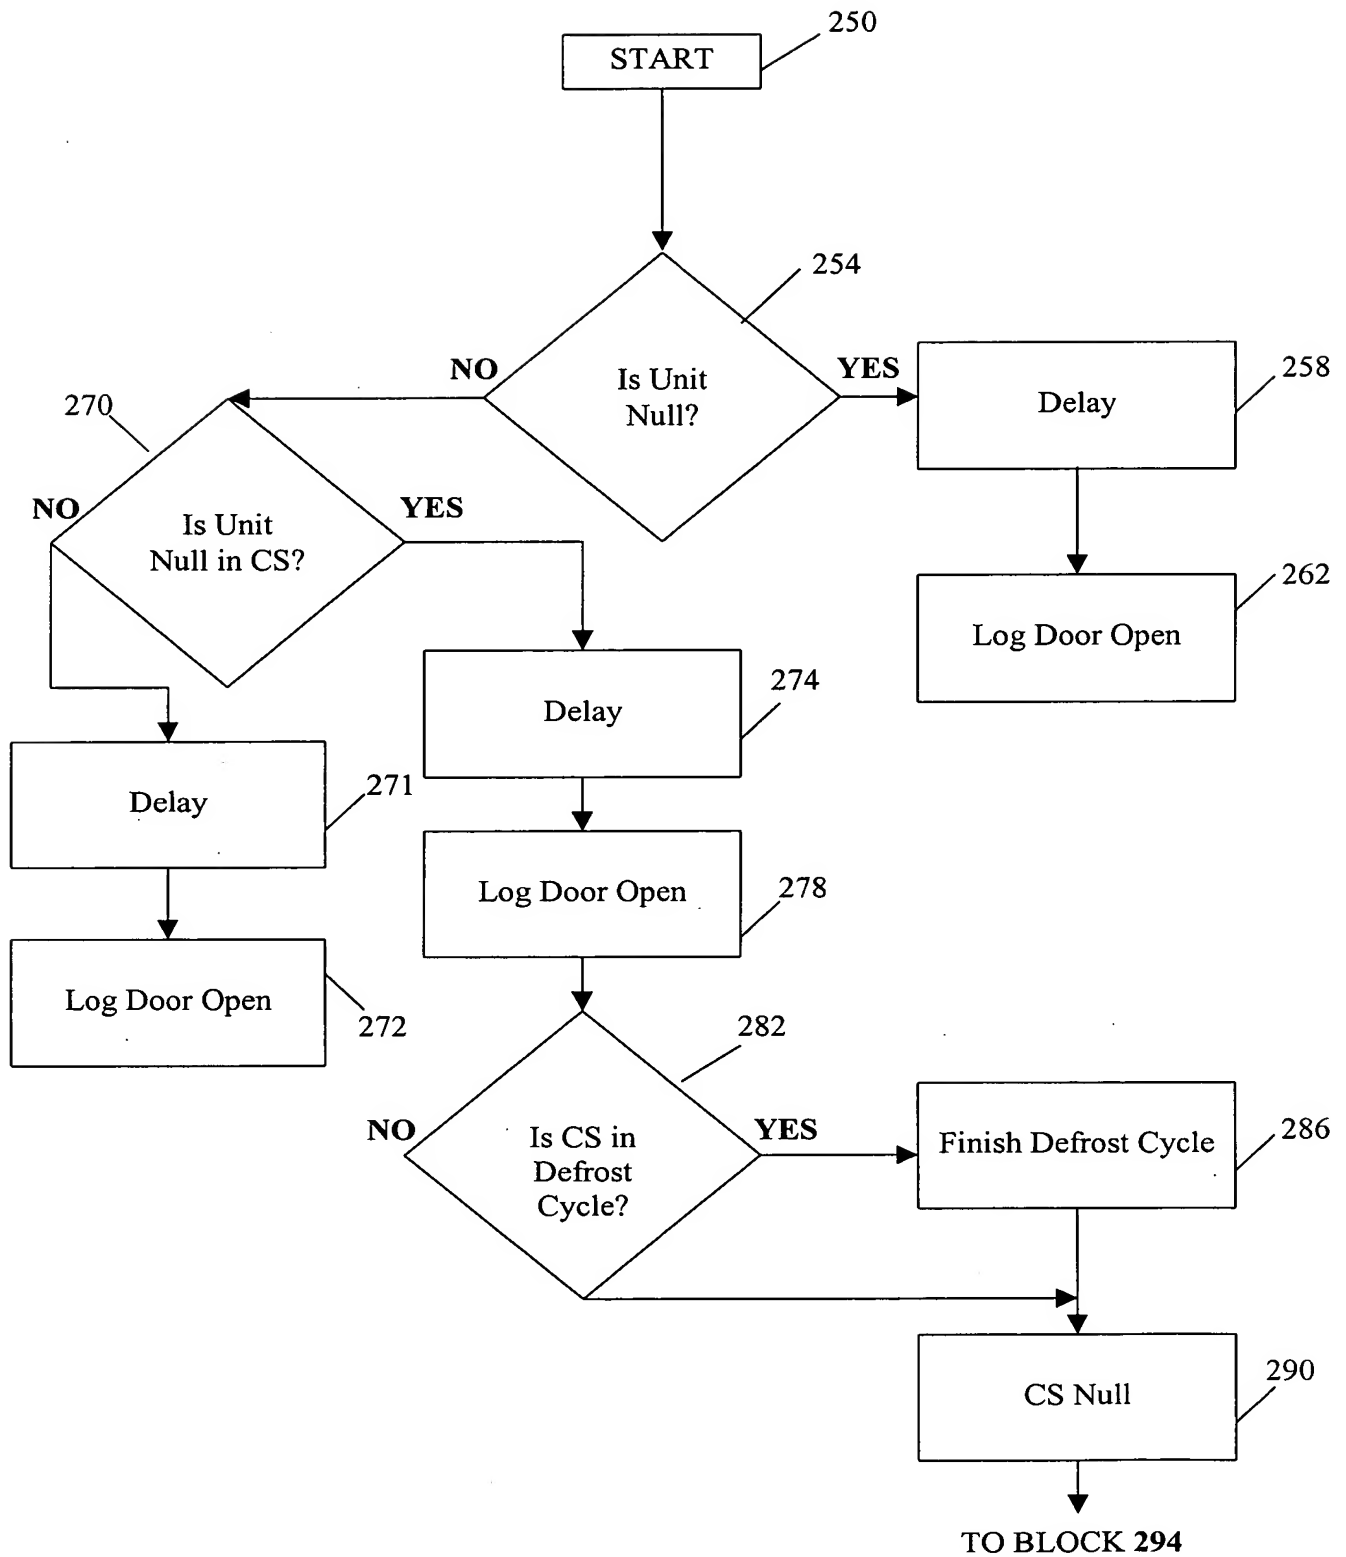 250
START
254
NO
Is Unit
Null?
YES
258
Delay
270
NO
Is Unit
Null in CS?
YES
262
Log Door Open
274
Delay
271
Delay
278
Log Door Open
272
Log Door Open
282
NO
Is CS in
Defrost
Cycle?
YES
286
Finish Defrost Cycle
290
CS Null
TO BLOCK 294